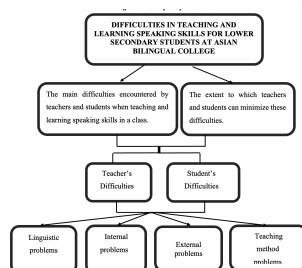 DIFFICULTIES IN TEACHING AND
LEARNING SPEAKING SKILLS FOR LOWER
SECONDARY STUDENTS AT ASIAN
BILINGUAL COLLEGE
The main difficulties encountered by
teachers and students when teaching and
learning speaking skills in a class.
The extent to which teachers
and students can minimize these
difficulties.
Teacher's
Difficulties
Student's
Difficulties
Linguistic
problems
Internal
problems
External
problems
Teaching
method
problems